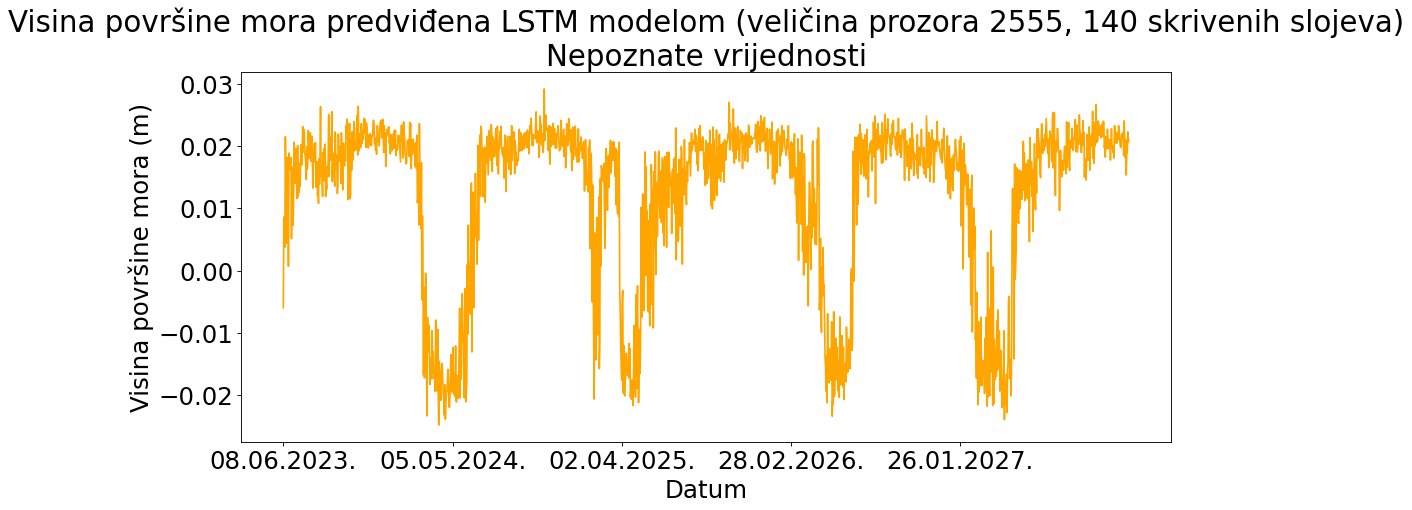 Visina površine mora predviđena LSTM modelom (veličina prozora 2555, 140 skrivenih slojeva)
Nepoznate vrijednosti
Visina površine mora (m)
0.03
0.02
0.01
0.00
−0.01
−0.02
08.06.2023. 05.05.2024. 02.04.2025. 28.02.2026. 26.01.2027.
Datum